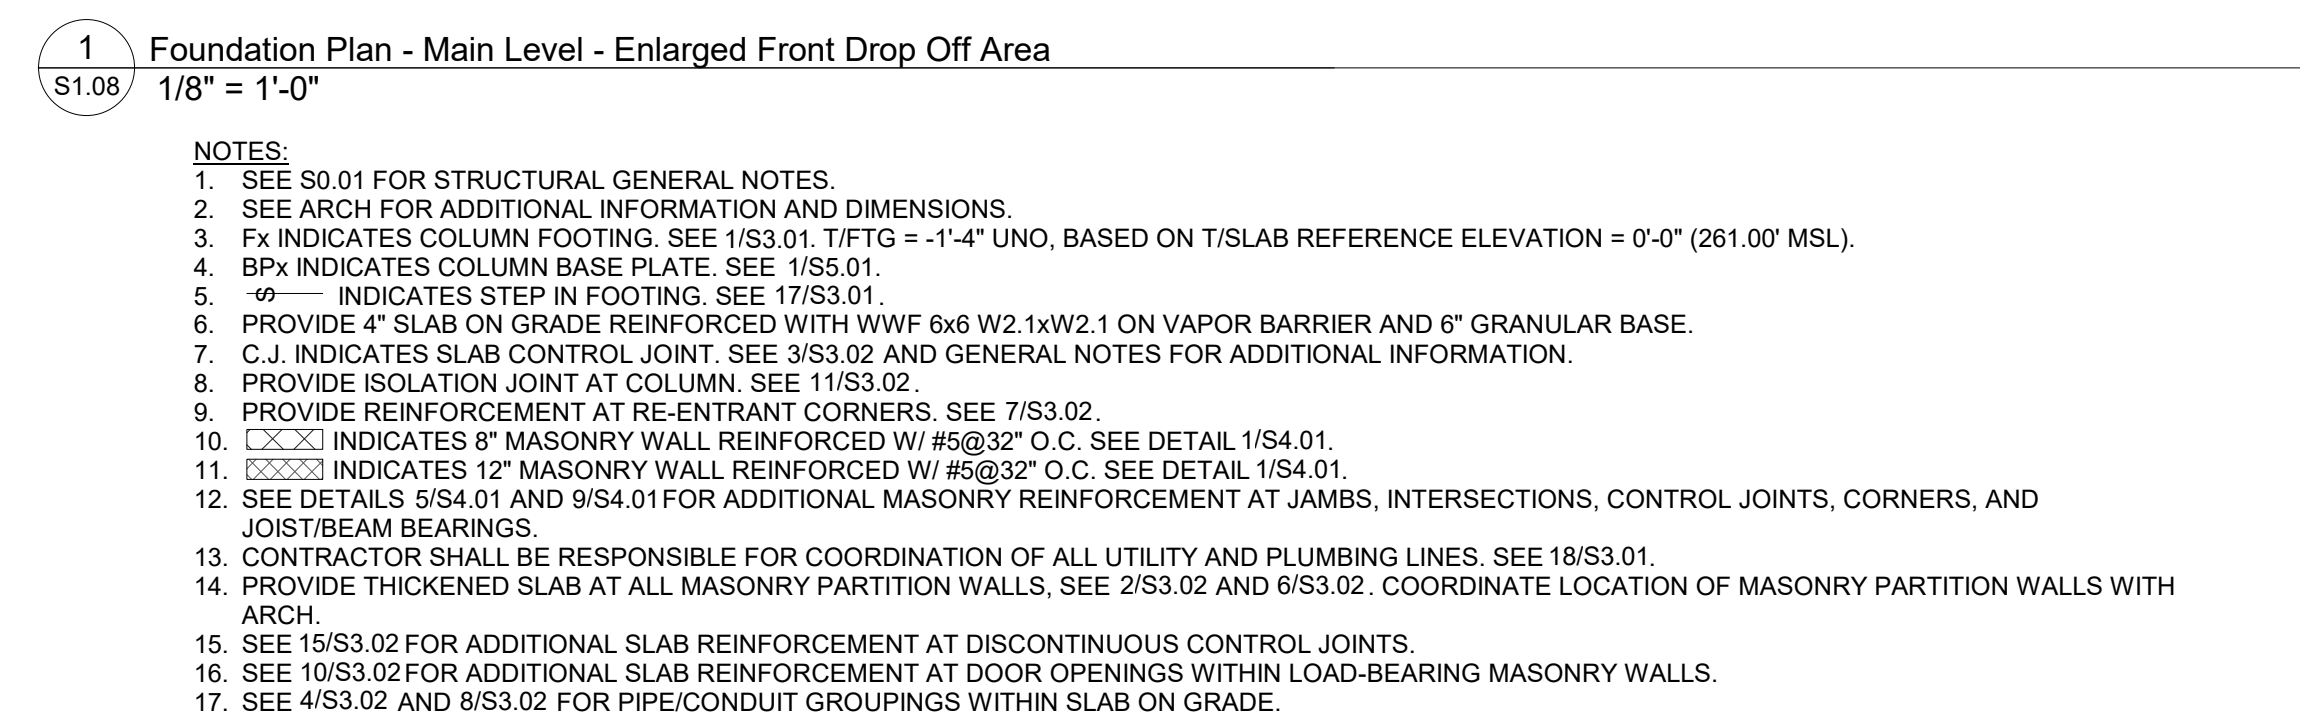 1 Foundation Plan - Main Level - Enlarged Front Drop Off Area
S1.08 1/8" = 1'-0"
NOTES:
1. SEE S0.01 FOR STRUCTURAL GENERAL NOTES.
2. SEE ARCH FOR ADDITIONAL INFORMATION AND DIMENSIONS.
3. Fx INDICATES COLUMN FOOTING. SEE 1/S3.01. T/FTG = -1'-4" UNO, BASED ON T/SLAB REFERENCE ELEVATION = 0'-0" (261.00' MSL).
4. BPx INDICATES COLUMN BASE PLATE. SEE 1/S5.01.
5. S INDICATES STEP IN FOOTING. SEE 17/S3.01.
6. PROVIDE 4" SLAB ON GRADE REINFORCED WITH WWF 6x6 W2.1xW2.1 ON VAPOR BARRIER AND 6" GRANULAR BASE.
7. C.J. INDICATES SLAB CONTROL JOINT. SEE 3/S3.02 AND GENERAL NOTES FOR ADDITIONAL INFORMATION.
8. PROVIDE ISOLATION JOINT AT COLUMN. SEE 11/S3.02.
9. PROVIDE REINFORCEMENT AT RE-ENTRANT CORNERS. SEE 7/S3.02.
10. INDICATES 8" MASONRY WALL REINFORCED W/ #5@32" O.C. SEE DETAIL 1/S4.01.
11. INDICATES 12" MASONRY WALL REINFORCED W/ #5@32" O.C. SEE DETAIL 1/S4.01.
12. SEE DETAILS 5/S4.01 AND 9/S4.01 FOR ADDITIONAL MASONRY REINFORCEMENT AT JAMBS, INTERSECTIONS, CONTROL JOINTS, CORNERS, AND
JOIST/BEAM BEARINGS.
13. CONTRACTOR SHALL BE RESPONSIBLE FOR COORDINATION OF ALL UTILITY AND PLUMBING LINES. SEE 18/S3.01.
14. PROVIDE THICKENED SLAB AT ALL MASONRY PARTITION WALLS, SEE 2/S3.02 AND 6/S3.02. COORDINATE LOCATION OF MASONRY PARTITION WALLS WITH
ARCH.
15. SEE 15/S3.02 FOR ADDITIONAL SLAB REINFORCEMENT AT DISCONTINUOUS CONTROL JOINTS.
16. SEE 10/S3.02 FOR ADDITIONAL SLAB REINFORCEMENT AT DOOR OPENINGS WITHIN LOAD-BEARING MASONRY WALLS.
17. SEE 4/S3.02 AND 8/S3.02 FOR PIPE/CONDUIT GROUPINGS WITHIN SLAB ON GRADE.